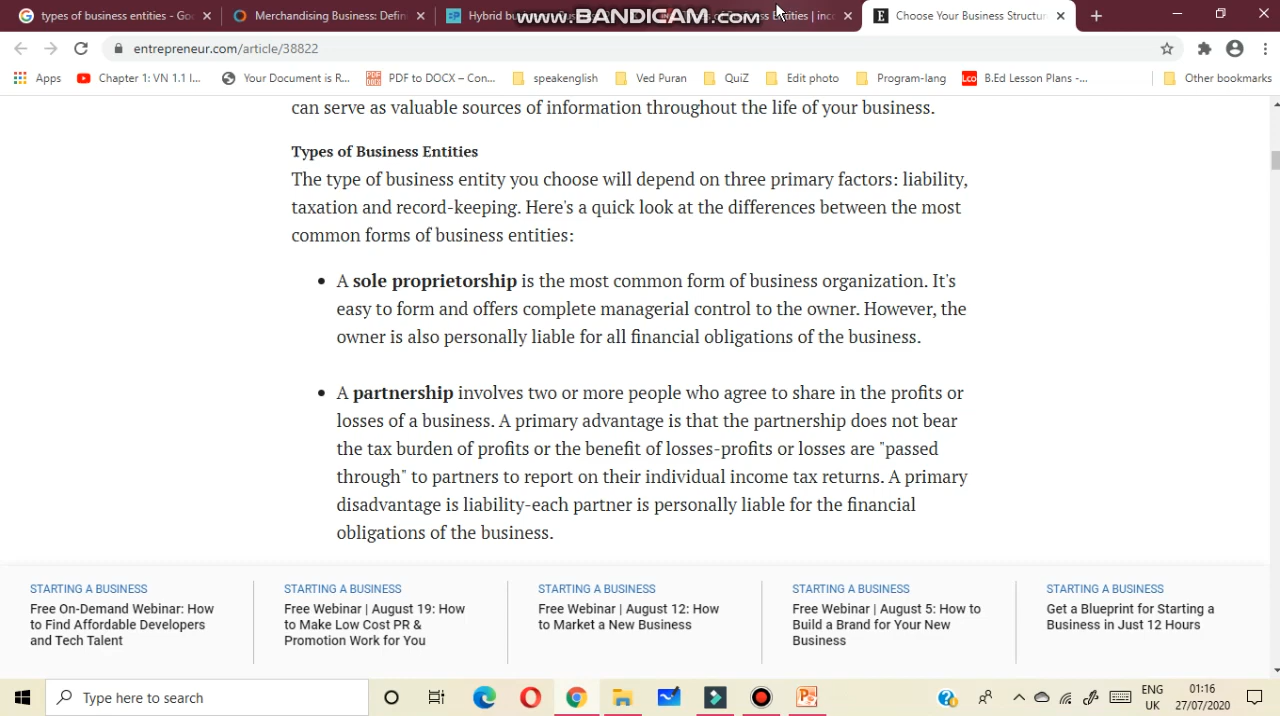 types of business entities - Goo
Merchandising Business: Defin
Hybrid bu
s of Business Entities | inco
Choose Your Business Structur
www.BANDICAM.com
entrepreneur.com/article/38822
Apps
Chapter 1: VN 1.1 I...
Your Document is R...
PDF to DOCX – Con...
speakenglish
Ved Puran
QuiZ
Edit photo
Program-lang
B.Ed Lesson Plans -...
Other bookmarks
can serve as valuable sources of information throughout the life of your business.
Types of Business Entities
The type of business entity you choose will depend on three primary factors: liability,
taxation and record-keeping. Here's a quick look at the differences between the most
common forms of business entities:
• A sole proprietorship is the most common form of business organization. It's
easy to form and offers complete managerial control to the owner. However, the
owner is also personally liable for all financial obligations of the business.
• A partnership involves two or more people who agree to share in the profits or
losses of a business. A primary advantage is that the partnership does not bear
the tax burden of profits or the benefit of losses-profits or losses are "passed
through" to partners to report on their individual income tax returns. A primary
disadvantage is liability-each partner is personally liable for the financial
obligations of the business.
STARTING A BUSINESS
Free On-Demand Webinar: How
to Find Affordable Developers
and Tech Talent
STARTING A BUSINESS
Free Webinar | August 19: How
to Make Low Cost PR &
Promotion Work for You
STARTING A BUSINESS
Free Webinar | August 12: How
to Market a New Business
STARTING A BUSINESS
Free Webinar | August 5: How to
Build a Brand for Your New
Business
STARTING A BUSINESS
Get a Blueprint for Starting a
Business in Just 12 Hours
Type here to search
ENG
UK
01:16
27/07/2020